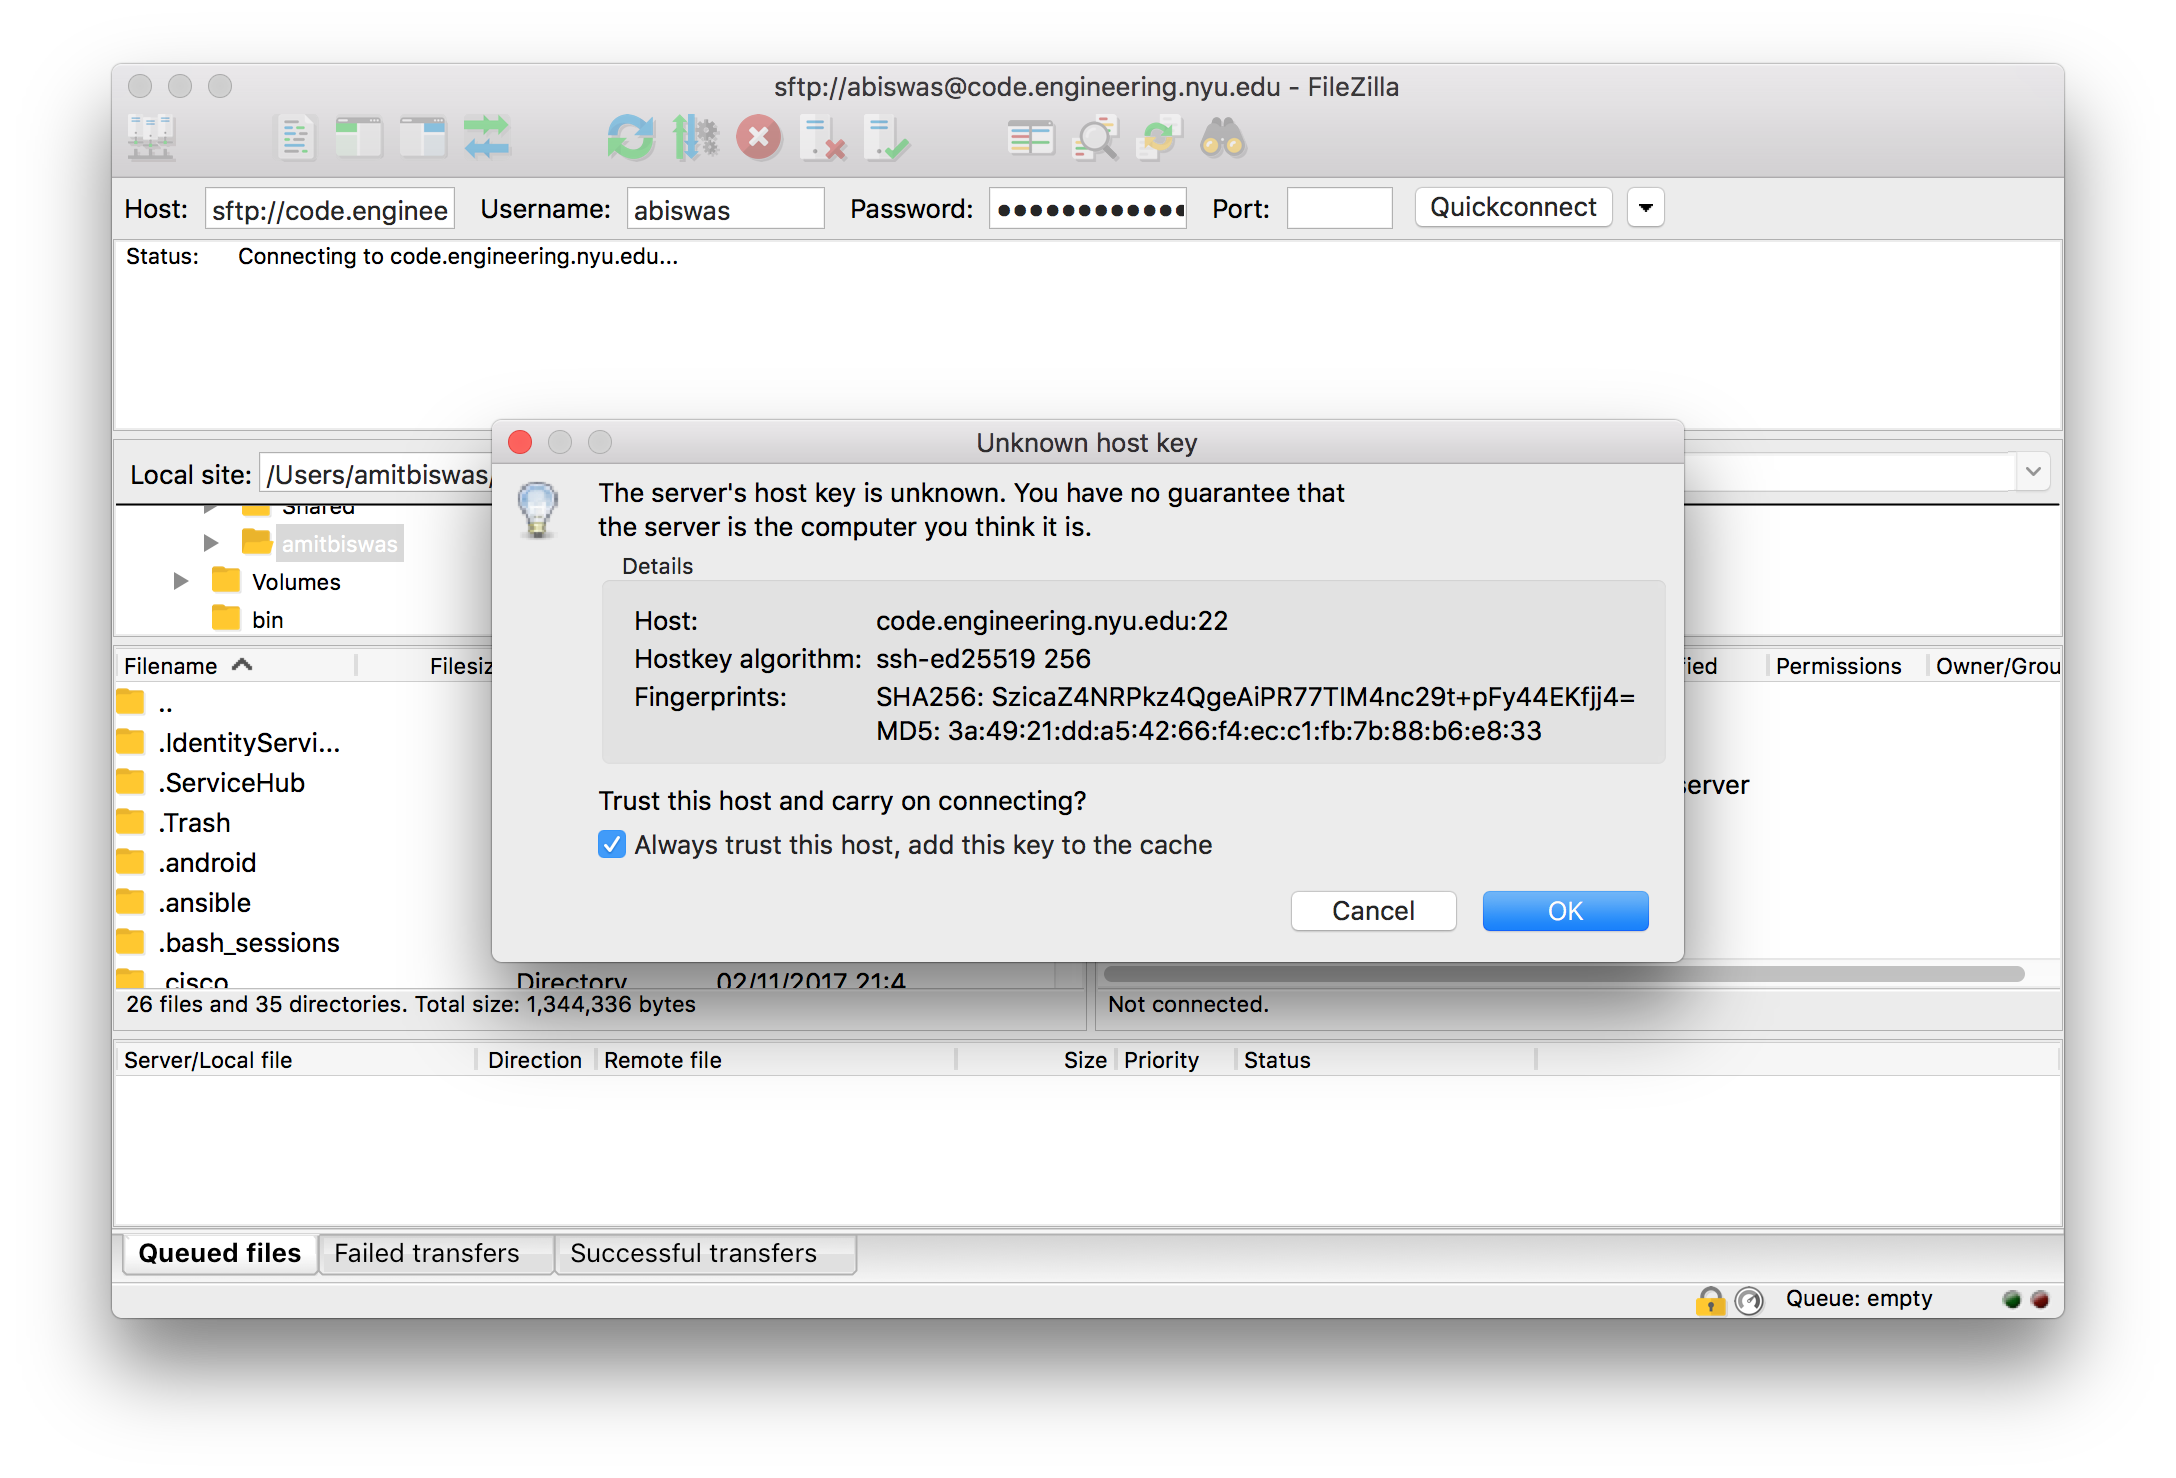 sftp://abiswas@code.engineering.nyu.edu - FileZilla
Host: sftp://code.enginee Username: abiswas Password: ●●●●●●●●●●●● Port: Quickconnect
Status: Connecting to code.engineering.nyu.edu...
Local site: /Users/amitbiswas/
Shared
amitbiswas
Volumes
bin
Filename Filesiz
..
.IdentityServi...
.ServiceHub
.Trash
.android
.ansible
.bash_sessions
.cisco Directory 02/11/2017 21:4
26 files and 35 directories. Total size: 1,344,336 bytes
Unknown host key
The server's host key is unknown. You have no guarantee that
the server is the computer you think it is.
Details
Host: code.engineering.nyu.edu:22
Hostkey algorithm: ssh-ed25519 256
Fingerprints: SHA256: SzicaZ4NRPkz4QgeAiPR77TIM4nc29t+pFy44EKfjj4=
MD5: 3a:49:21:dd:a5:42:66:f4:ec:c1:fb:7b:88:b6:e8:33
Trust this host and carry on connecting?
Always trust this host, add this key to the cache
Cancel OK
fied Permissions Owner/Grou
server
Not connected.
Server/Local file Direction Remote file Size Priority Status
Queued files Failed transfers Successful transfers
Queue: empty